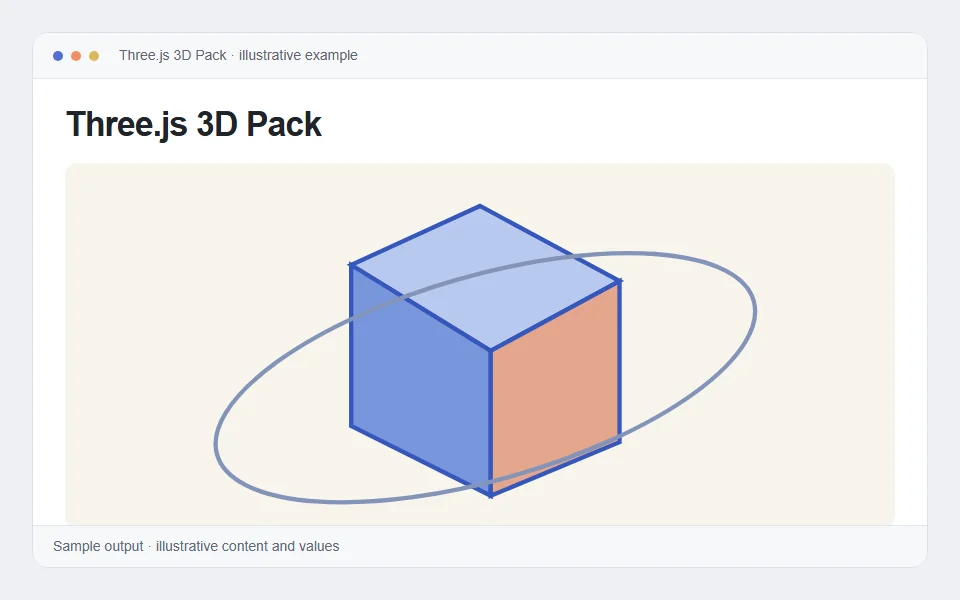 Three.js 3D Pack · illustrative example
Three.js 3D Pack
Sample output · illustrative content and values